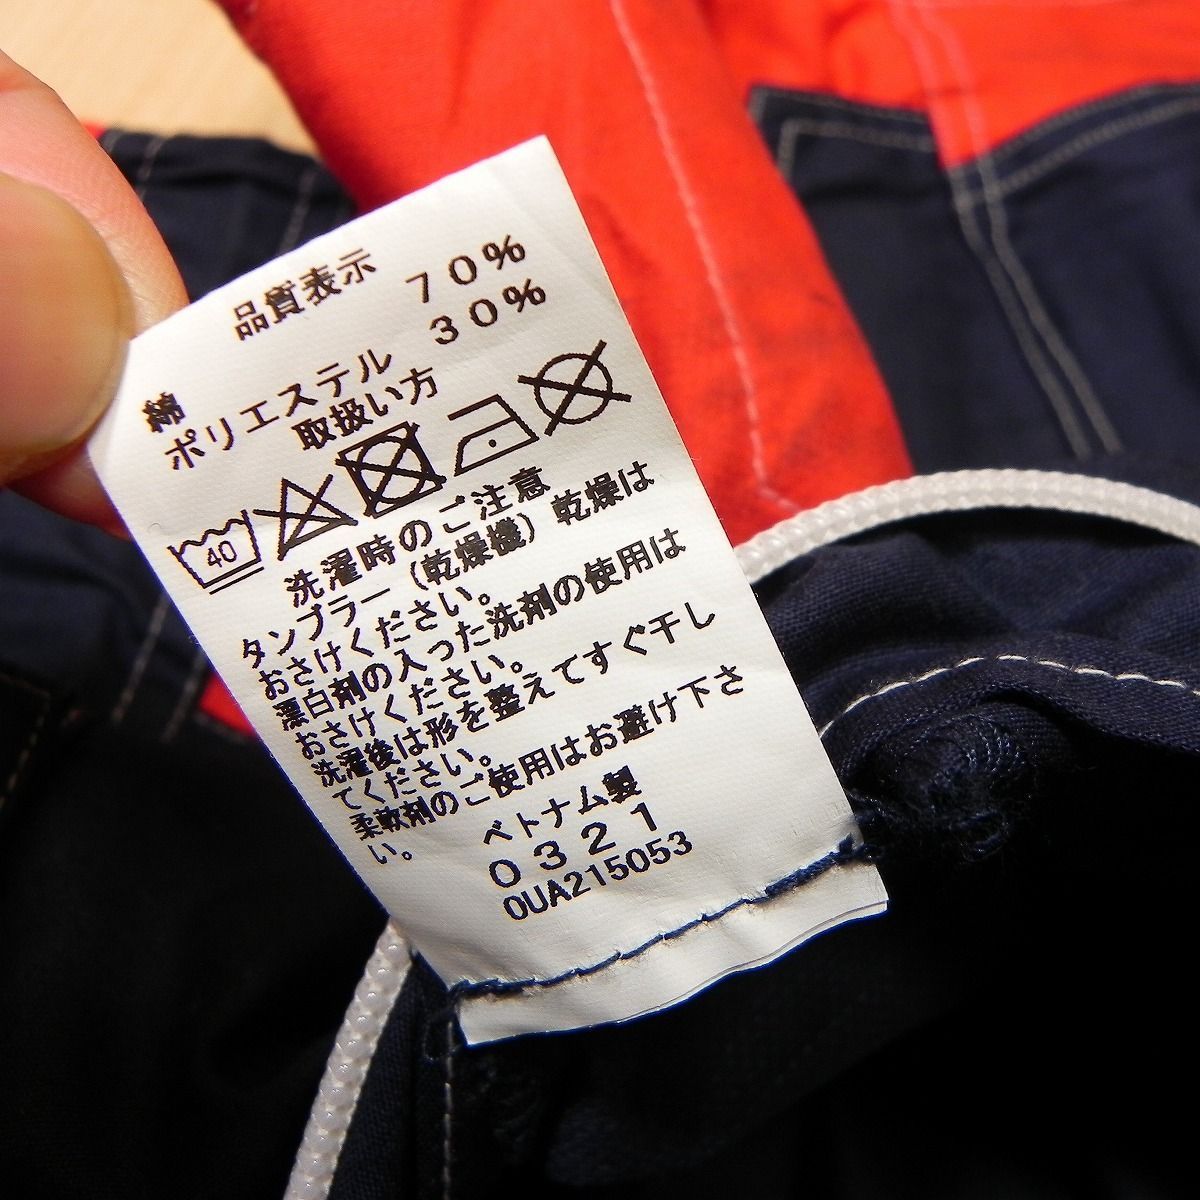 品質表示
綿 70%
ポリエステル 30%
取扱い方
40
洗濯時のご注意
タンブラー(乾燥機)乾燥は
おさけください。
漂白剤の入った洗剤の使用は
おさけください。
洗濯後は形を整えてすぐ干し
てください。
柔軟剤のご使用はお避け下さ
い。
ベトナム製
0321
0UA215053